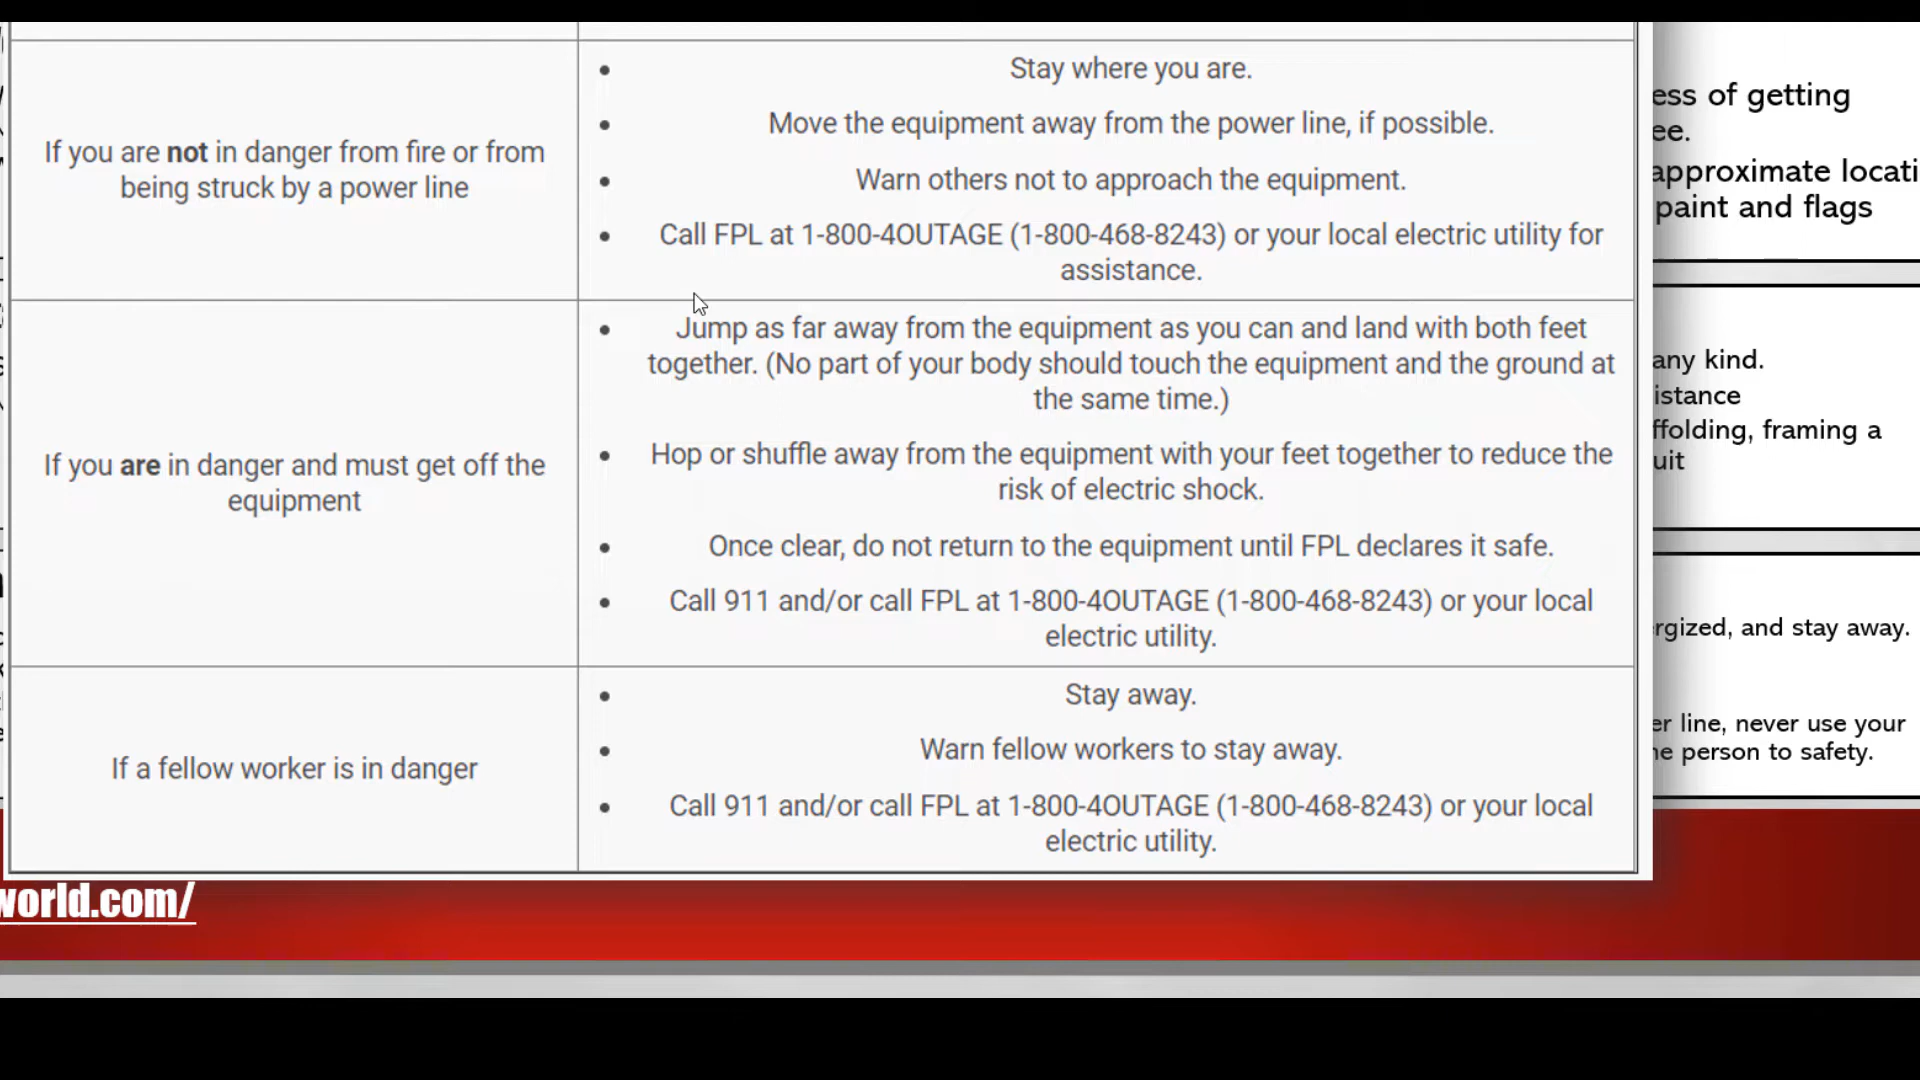 If you are not in danger from fire or from
being struck by a power line
Stay where you are.
Move the equipment away from the power line, if possible.
Warn others not to approach the equipment.
Call FPL at 1-800-4OUTAGE (1-800-468-8243) or your local electric utility for
assistance.
If you are in danger and must get off the
equipment
Jump as far away from the equipment as you can and land with both feet
together. (No part of your body should touch the equipment and the ground at
the same time.)
Hop or shuffle away from the equipment with your feet together to reduce the
risk of electric shock.
Once clear, do not return to the equipment until FPL declares it safe.
Call 911 and/or call FPL at 1-800-4OUTAGE (1-800-468-8243) or your local
electric utility.
If a fellow worker is in danger
Stay away.
Warn fellow workers to stay away.
Call 911 and/or call FPL at 1-800-4OUTAGE (1-800-468-8243) or your local
electric utility.
ess of getting
ee.
approximate locati
paint and flags
any kind.
istance
ffolding, framing a
uit
rgized, and stay away.
er line, never use your
ne person to safety.
world.com/